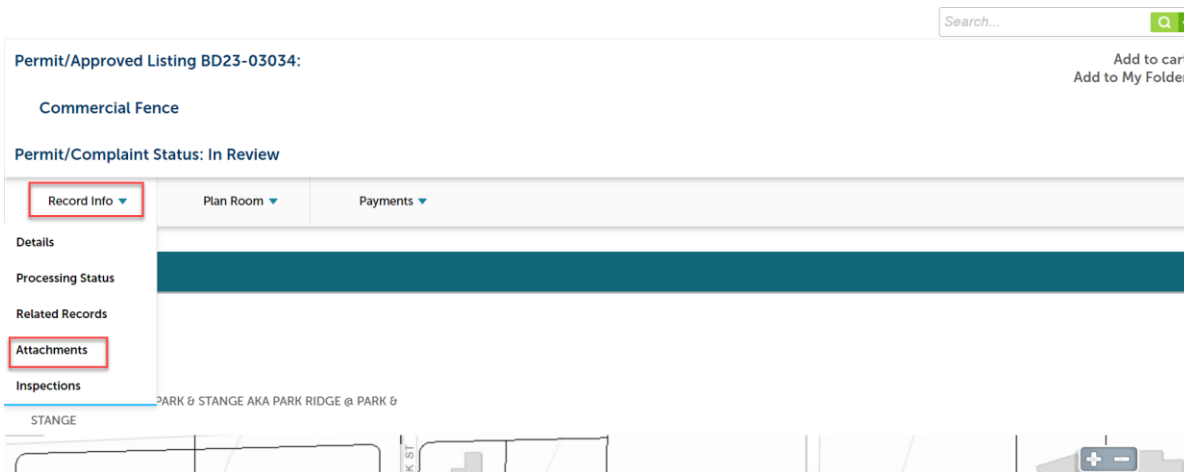 Search...
Permit/Approved Listing BD23-03034:
Add to cart
Add to My Folder
Commercial Fence
Permit/Complaint Status: In Review
Record Info Plan Room Payments
Details
Processing Status
Related Records
Attachments
Inspections
PARK & STANGE AKA PARK RIDGE @ PARK &
STANGE
K ST